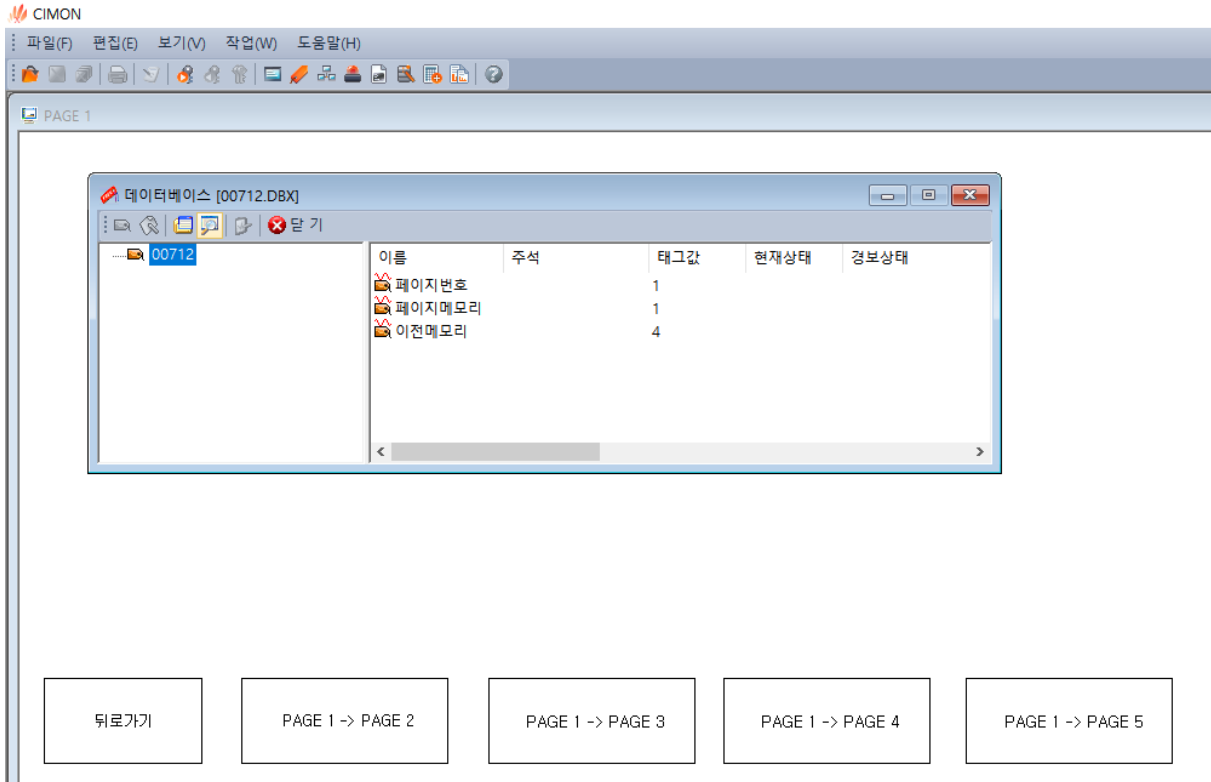 CIMON
파일(F) 편집(E) 보기(V) 작업(W) 도움말(H)
PAGE 1
데이터베이스 [00712.DBX]
닫 기
00712
이름 주석 태그값 현재상태 경보상태
페이지번호 1
페이지메모리 1
이전메모리 4
뒤로가기 PAGE 1 -> PAGE 2 PAGE 1 -> PAGE 3 PAGE 1 -> PAGE 4 PAGE 1 -> PAGE 5